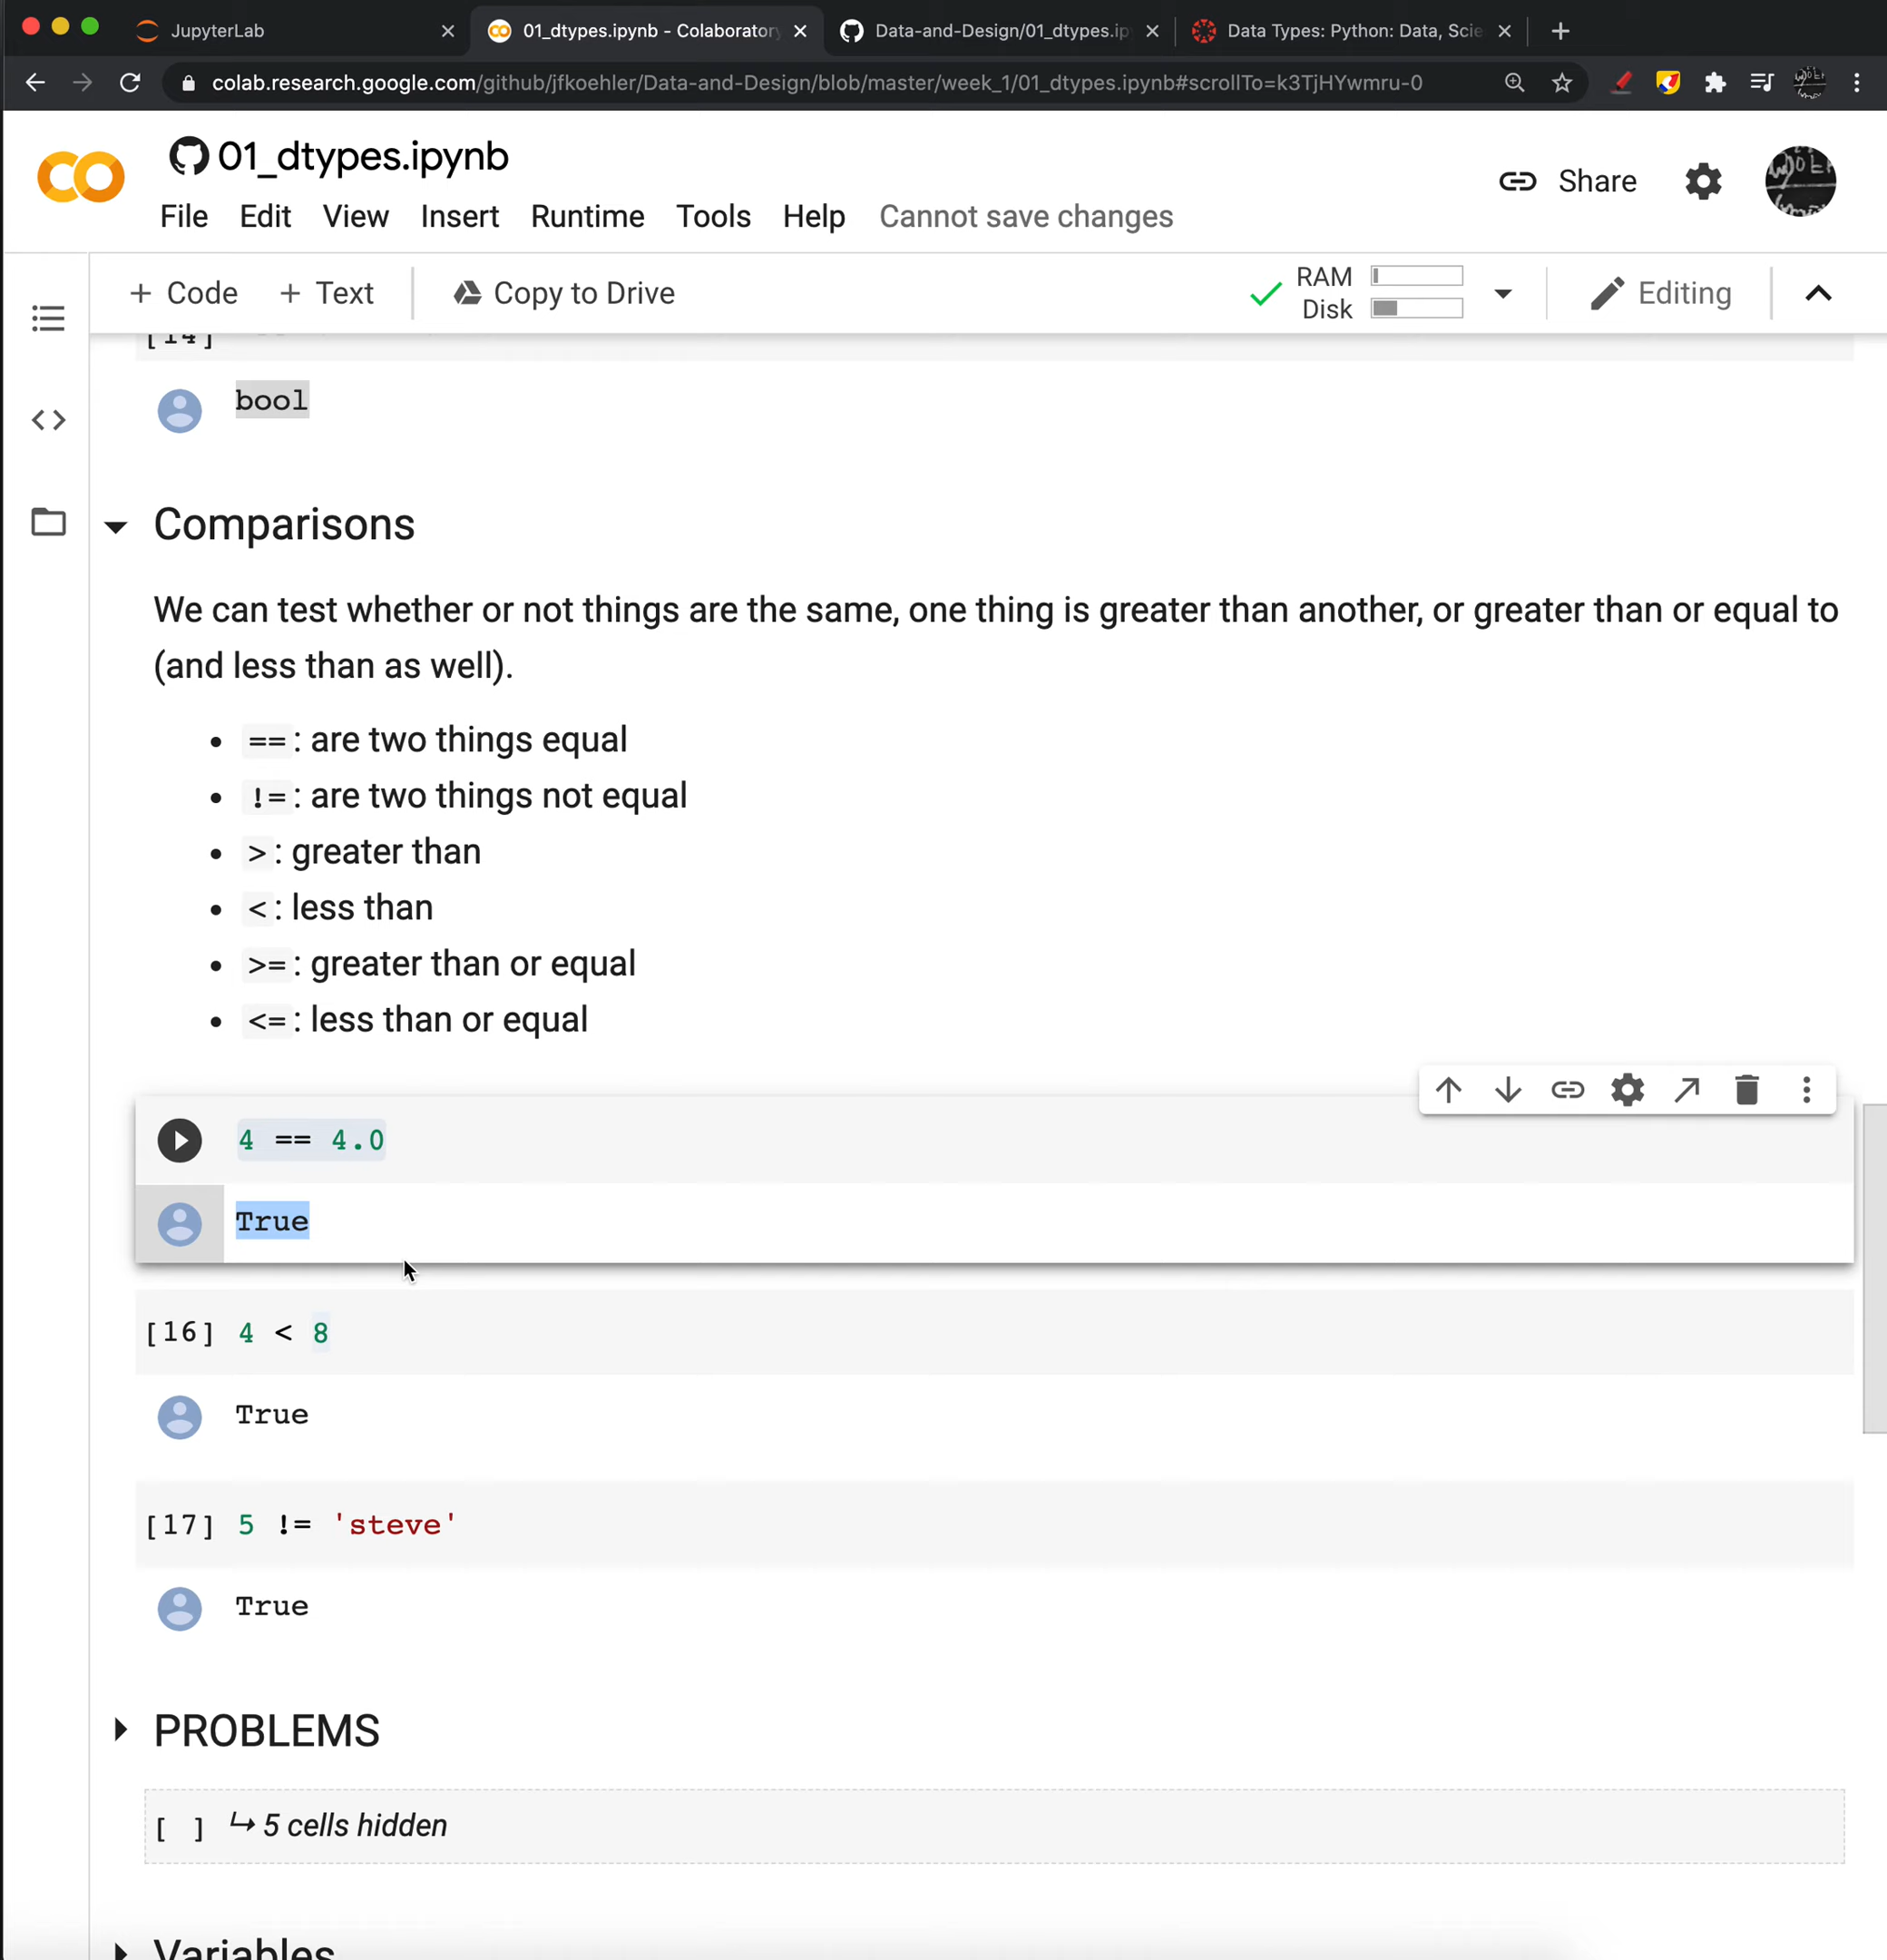 JupyterLab
01_dtypes.ipynb - Colaboratory
Data-and-Design/01_dtypes.ip
Data Types: Python: Data, Scie
colab.research.google.com/github/jfkoehler/Data-and-Design/blob/master/week_1/01_dtypes.ipynb#scrollTo=k3TjHYwmru-0
01_dtypes.ipynb
Share
File Edit View Insert Runtime Tools Help Cannot save changes
+ Code + Text Copy to Drive
RAM
Disk
Editing
[14]
bool
Comparisons
We can test whether or not things are the same, one thing is greater than another, or greater than or equal to
(and less than as well).
• == : are two things equal
• != : are two things not equal
• > : greater than
• < : less than
• >= : greater than or equal
• <= : less than or equal
4 == 4.0
True
[16] 4 < 8
True
[17] 5 != 'steve'
True
PROBLEMS
[ ] ↳ 5 cells hidden
Variables